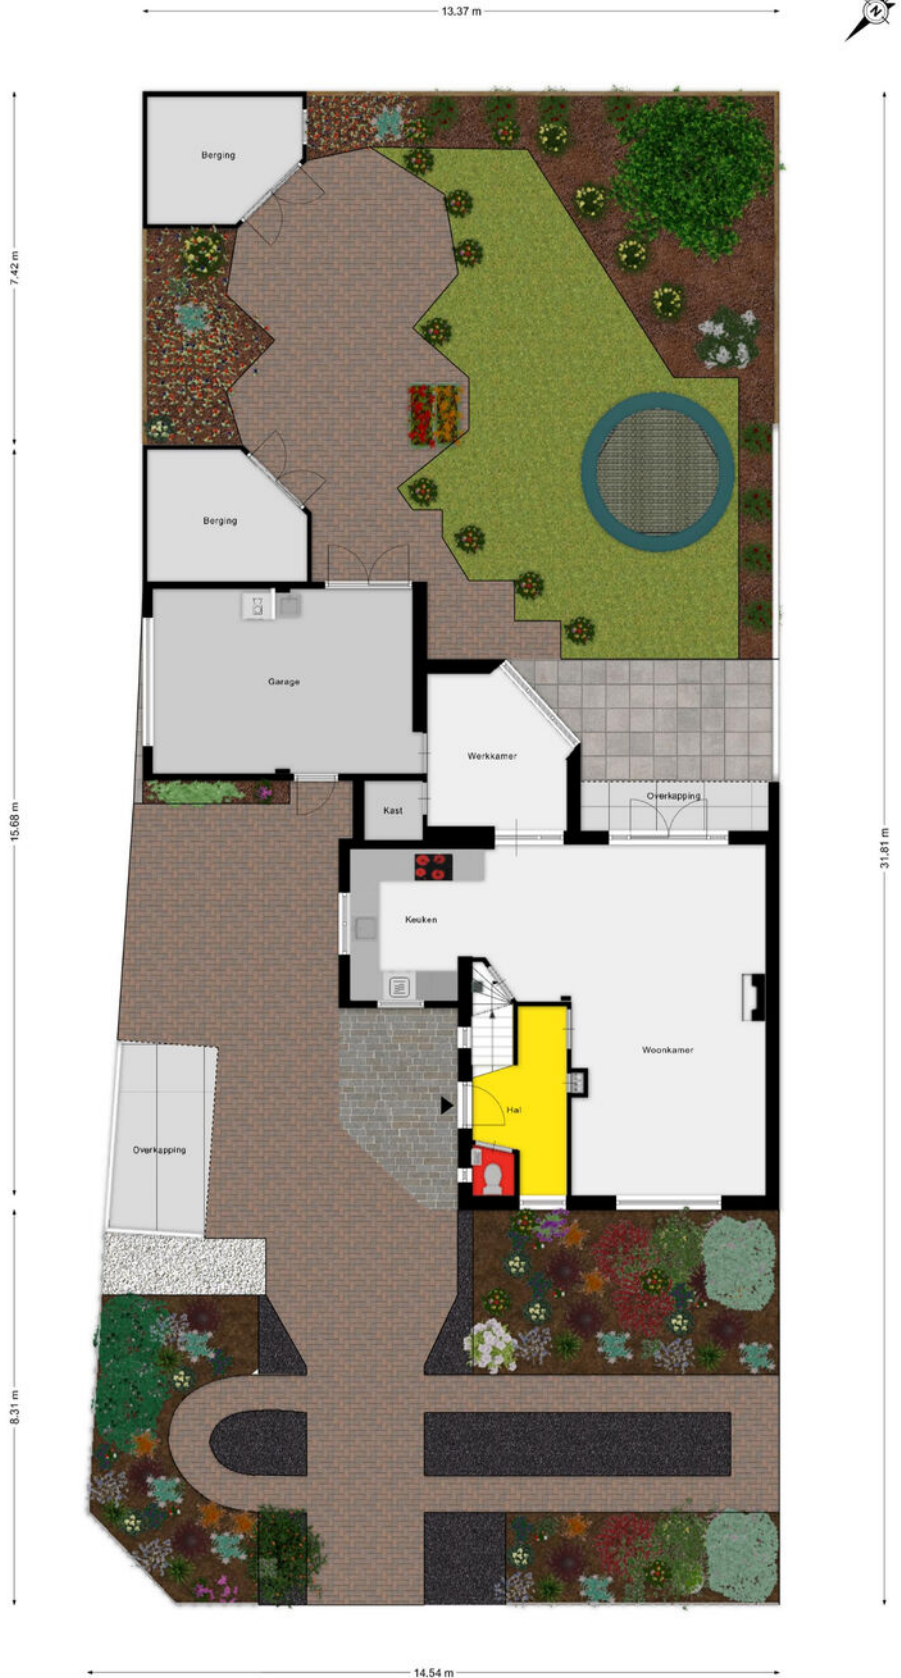 13.37 m
N
Berging
7.42 m
Berging
Garage
Werkkamer
Overkapping
Kast
15.68 m
31.81 m
Keuken
Woonkamer
Hal
Overkapping
8.31 m
14.54 m